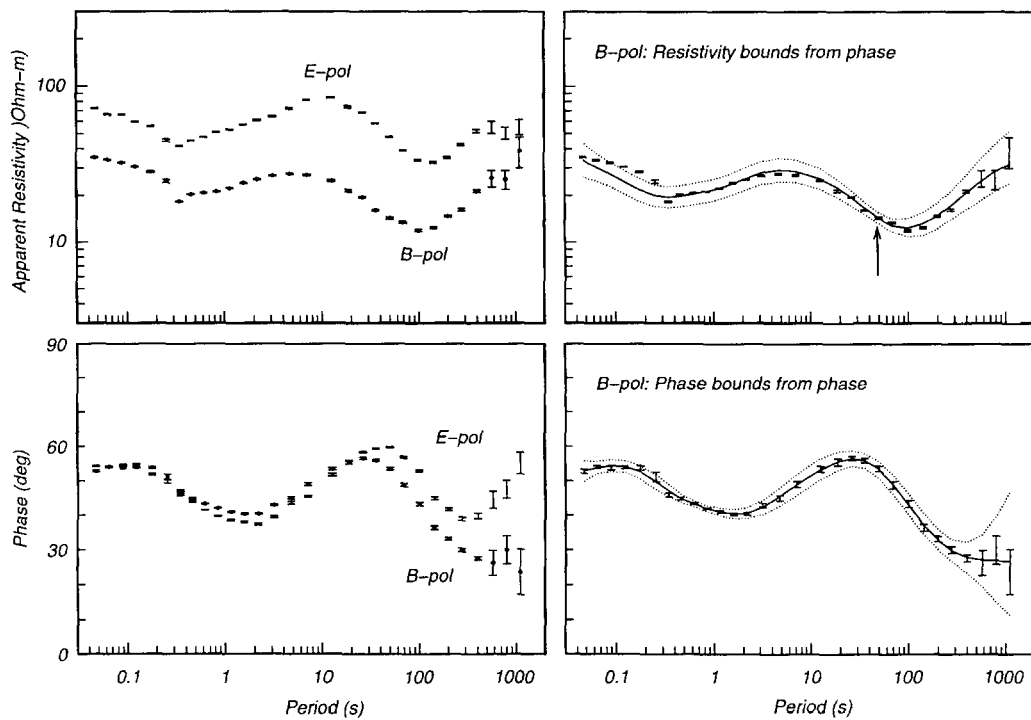 E-pol
B-pol
100
10
Apparent Resistivity )Ohm-m)
B-pol: Resistivity bounds from phase
90
60
30
0
Phase (deg)
E-pol
B-pol
0.1 1 10 100 1000
Period (s)
B-pol: Phase bounds from phase
0.1 1 10 100 1000
Period (s)